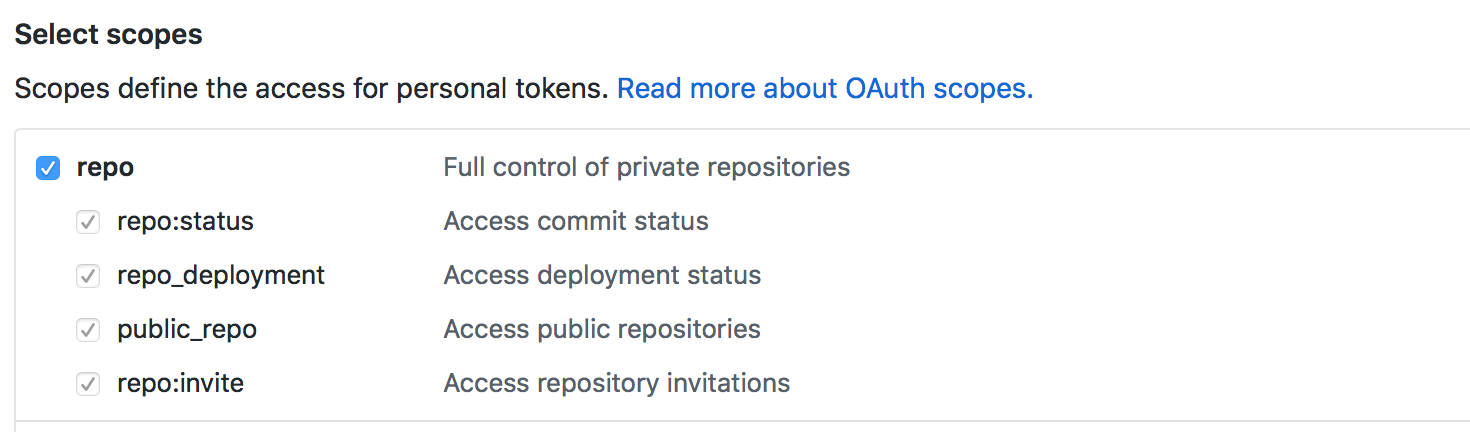 Select scopes
Scopes define the access for personal tokens. Read more about OAuth scopes.
repo Full control of private repositories
repo:status Access commit status
repo_deployment Access deployment status
public_repo Access public repositories
repo:invite Access repository invitations